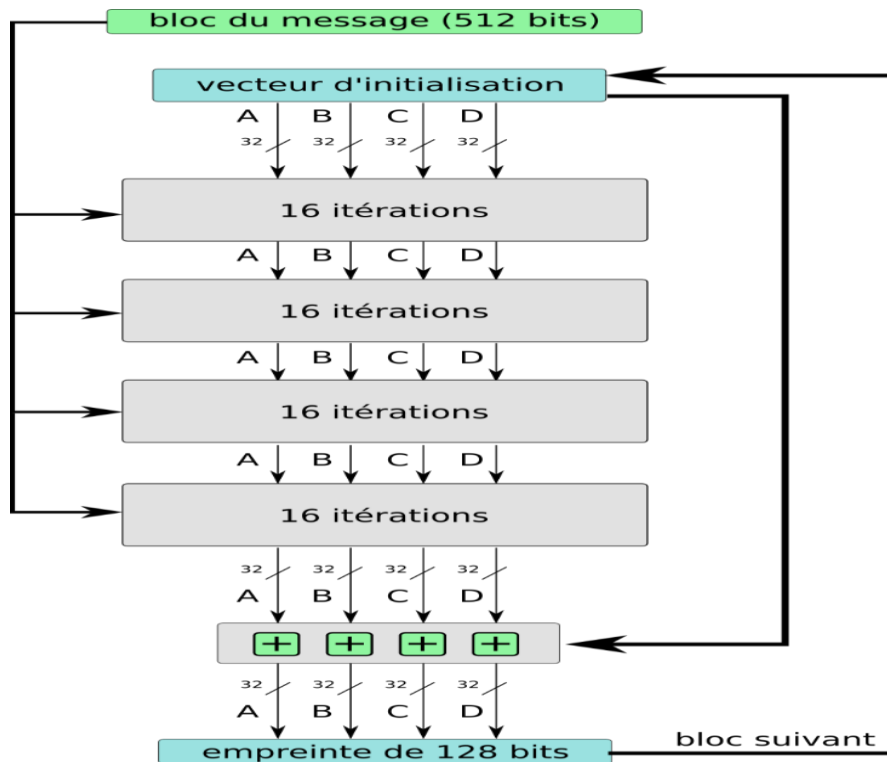 bloc du message (512 bits)
vecteur d'initialisation
A B C D
32 32 32 32
16 itérations
A B C D
16 itérations
A B C D
16 itérations
A B C D
16 itérations
32 32 32 32
A B C D
+ + + +
32 32 32 32
A B C D
empreinte de 128 bits
bloc suivant